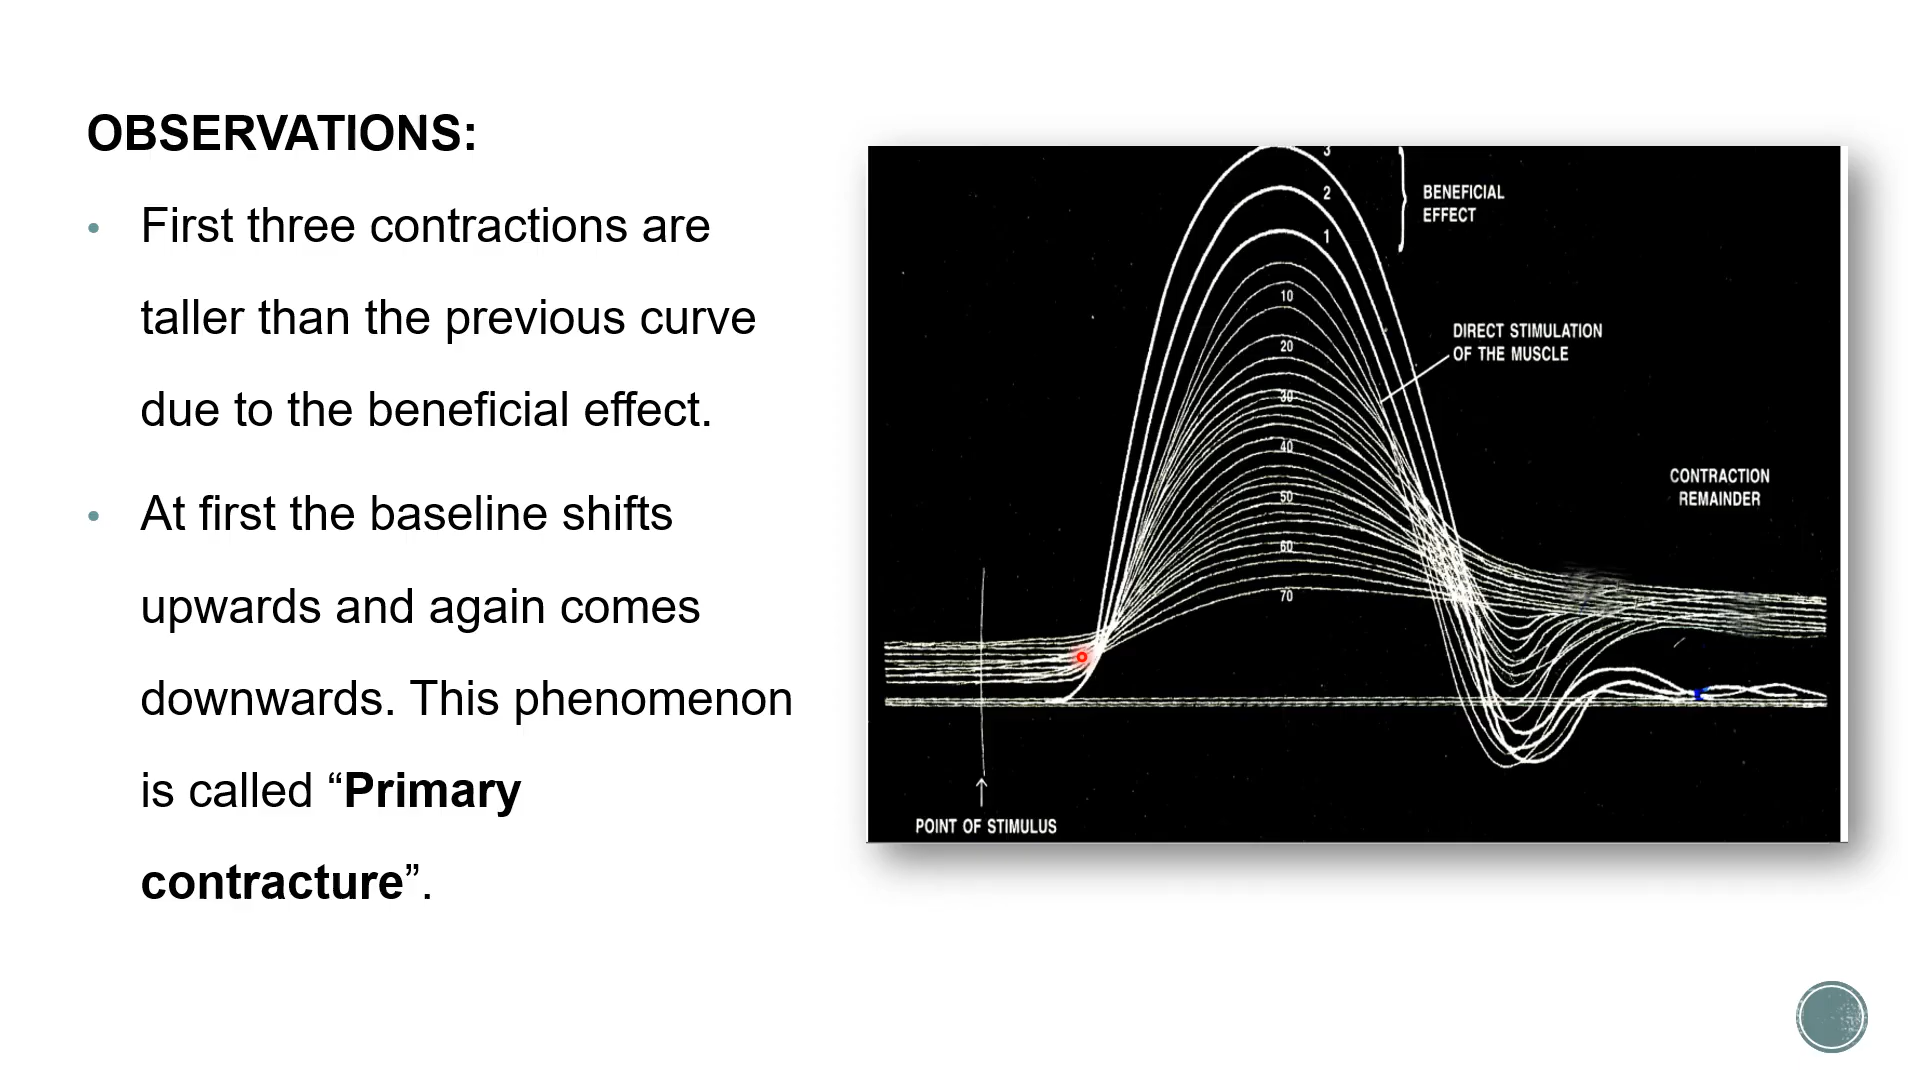 OBSERVATIONS:
• First three contractions are
taller than the previous curve
due to the beneficial effect.
• At first the baseline shifts
upwards and again comes
downwards. This phenomenon
is called “Primary
contracture”.
3
2
1
BENEFICIAL
EFFECT
10
DIRECT STIMULATION
OF THE MUSCLE
20
30
40
CONTRACTION
REMAINDER
50
60
70
POINT OF STIMULUS